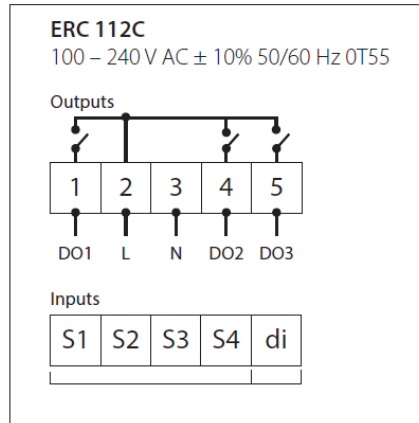 ERC 112C
100 – 240 V AC ± 10% 50/60 Hz 0T55
Outputs
1 2 3 4 5
DO1 L N DO2 DO3
Inputs
S1 S2 S3 S4 di